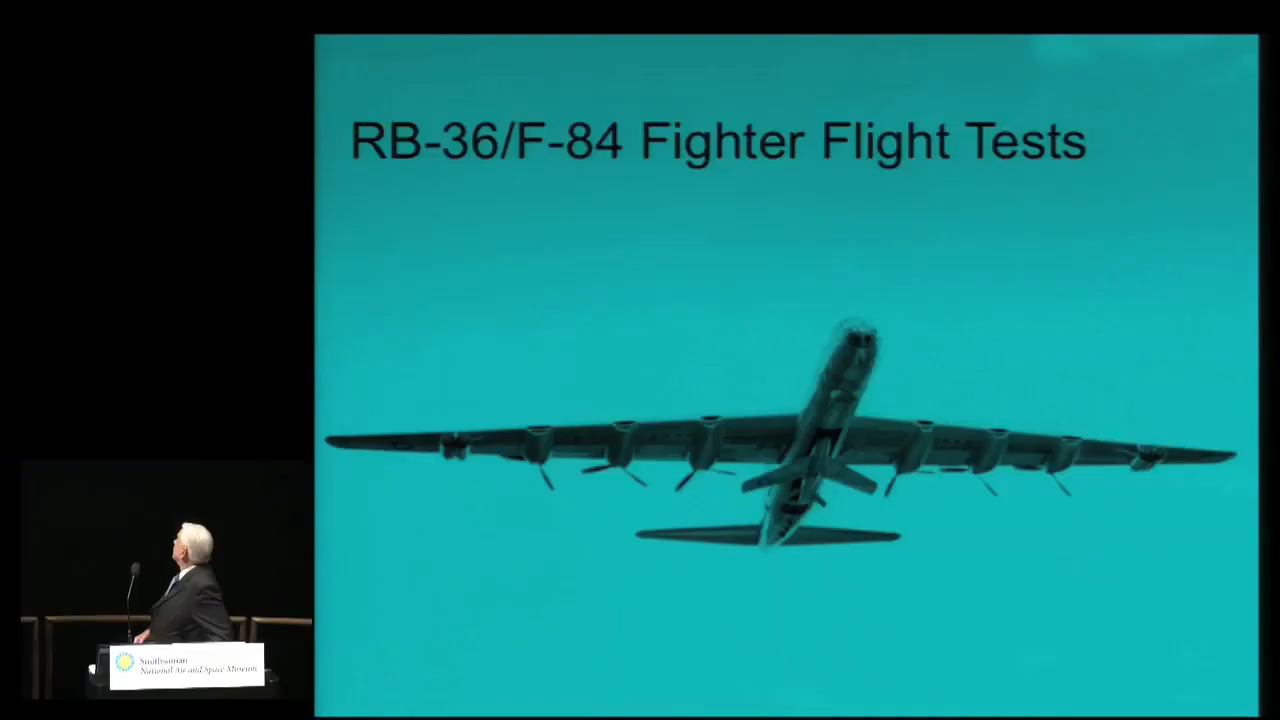 RB-36/F-84 Fighter Flight Tests
Smithsonian
National Air and Space Museum